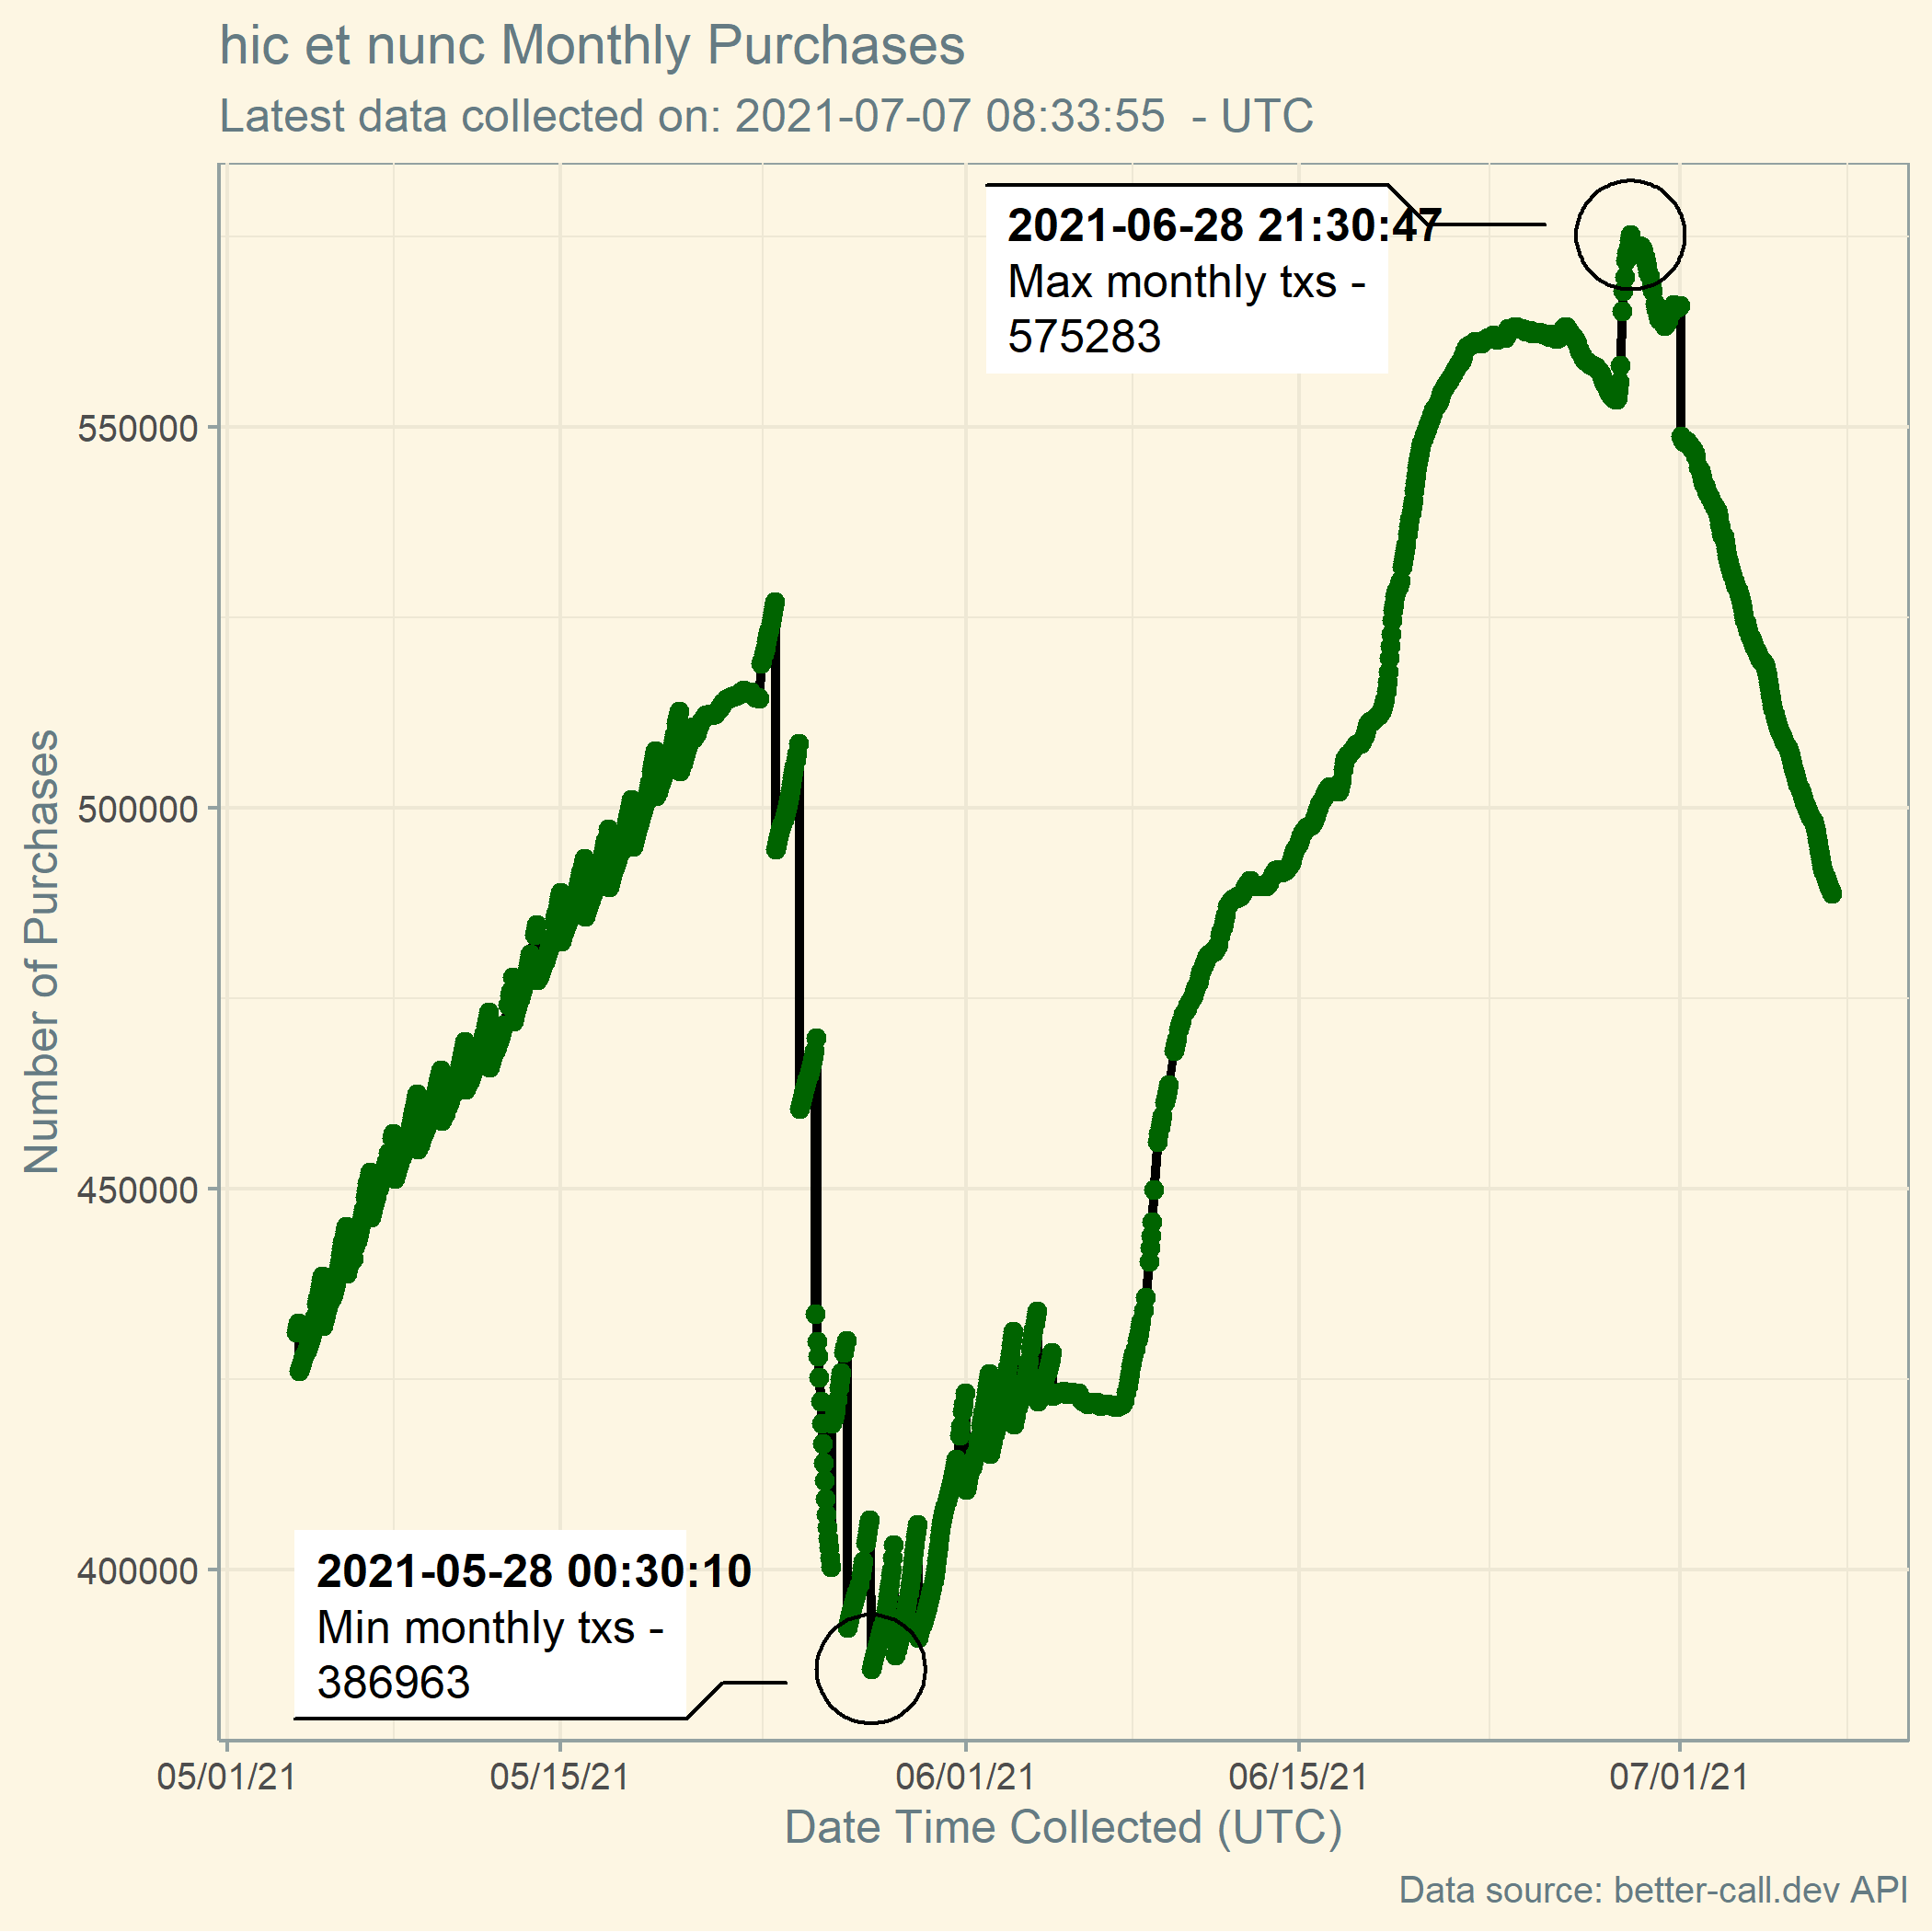 hic et nunc Monthly Purchases
Latest data collected on: 2021-07-07 08:33:55  - UTC
2021-06-28 21:30:47
Max monthly txs -
575283
550000
500000
450000
400000
Number of Purchases
2021-05-28 00:30:10
Min monthly txs -
386963
05/01/21 05/15/21 06/01/21 06/15/21 07/01/21
Date Time Collected (UTC)
Data source: better-call.dev API